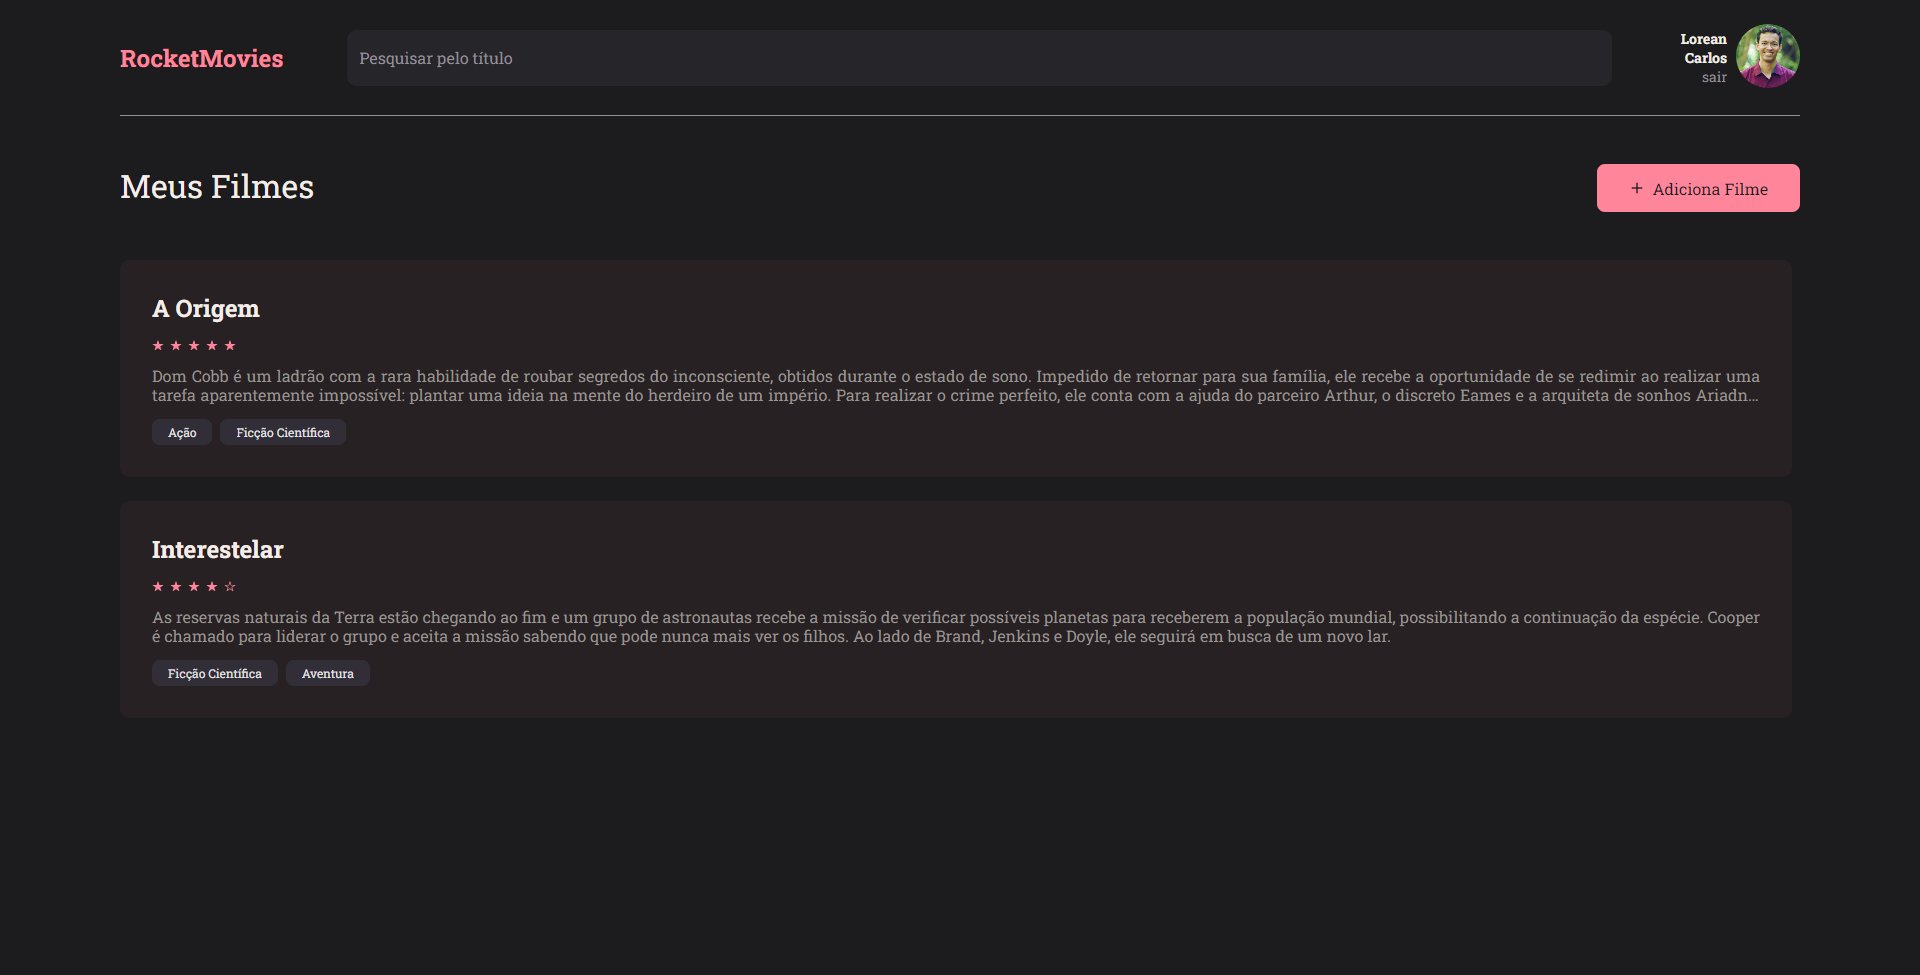 RocketMovies
Pesquisar pelo título
Lorean
Carlos
sair
Meus Filmes
+ Adiciona Filme
A Origem
★ ★ ★ ★ ★
Dom Cobb é um ladrão com a rara habilidade de roubar segredos do inconsciente, obtidos durante o estado de sono. Impedido de retornar para sua família, ele recebe a oportunidade de se redimir ao realizar uma
tarefa aparentemente impossível: plantar uma ideia na mente do herdeiro de um império. Para realizar o crime perfeito, ele conta com a ajuda do parceiro Arthur, o discreto Eames e a arquiteta de sonhos Ariadn…
Ação Ficção Científica
Interestelar
★ ★ ★ ★ ☆
As reservas naturais da Terra estão chegando ao fim e um grupo de astronautas recebe a missão de verificar possíveis planetas para receberem a população mundial, possibilitando a continuação da espécie. Cooper
é chamado para liderar o grupo e aceita a missão sabendo que pode nunca mais ver os filhos. Ao lado de Brand, Jenkins e Doyle, ele seguirá em busca de um novo lar.
Ficção Científica Aventura